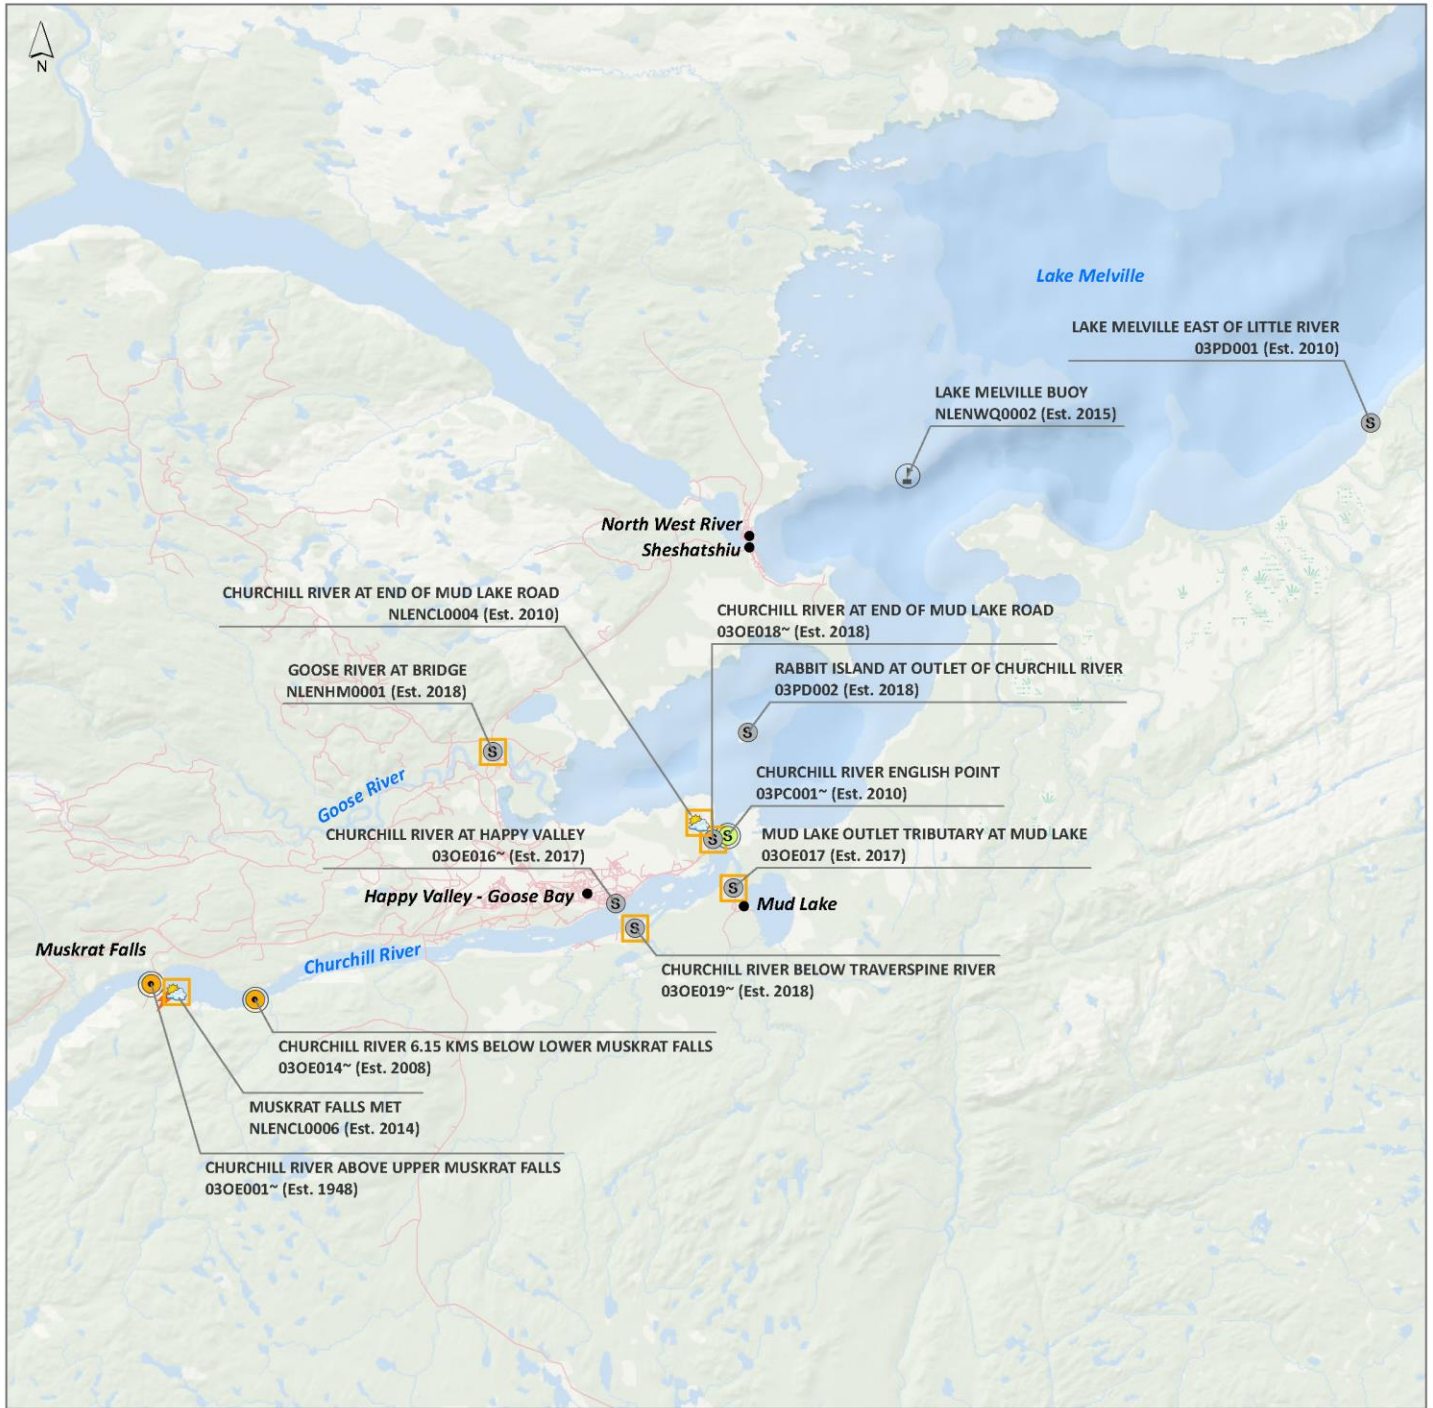 N
Lake Melville
LAKE MELVILLE EAST OF LITTLE RIVER
03PD001 (Est. 2010)
LAKE MELVILLE BUOY
NLENWQ0002 (Est. 2015)
S
North West River
Sheshatshiu
CHURCHILL RIVER AT END OF MUD LAKE ROAD
NLENCL0004 (Est. 2010)
CHURCHILL RIVER AT END OF MUD LAKE ROAD
03OE018~ (Est. 2018)
GOOSE RIVER AT BRIDGE
NLENHM0001 (Est. 2018)
RABBIT ISLAND AT OUTLET OF CHURCHILL RIVER
03PD002 (Est. 2018)
S
S
Goose River
CHURCHILL RIVER ENGLISH POINT
03PC001~ (Est. 2010)
CHURCHILL RIVER AT HAPPY VALLEY
03OE016~ (Est. 2017)
S
S
MUD LAKE OUTLET TRIBUTARY AT MUD LAKE
03OE017 (Est. 2017)
S
Happy Valley - Goose Bay
S
Mud Lake
S
Muskrat Falls
Churchill River
CHURCHILL RIVER BELOW TRAVERSPINE RIVER
03OE019~ (Est. 2018)
CHURCHILL RIVER 6.15 KMS BELOW LOWER MUSKRAT FALLS
03OE014~ (Est. 2008)
MUSKRAT FALLS MET
NLENCL0006 (Est. 2014)
CHURCHILL RIVER ABOVE UPPER MUSKRAT FALLS
03OE001~ (Est. 1948)